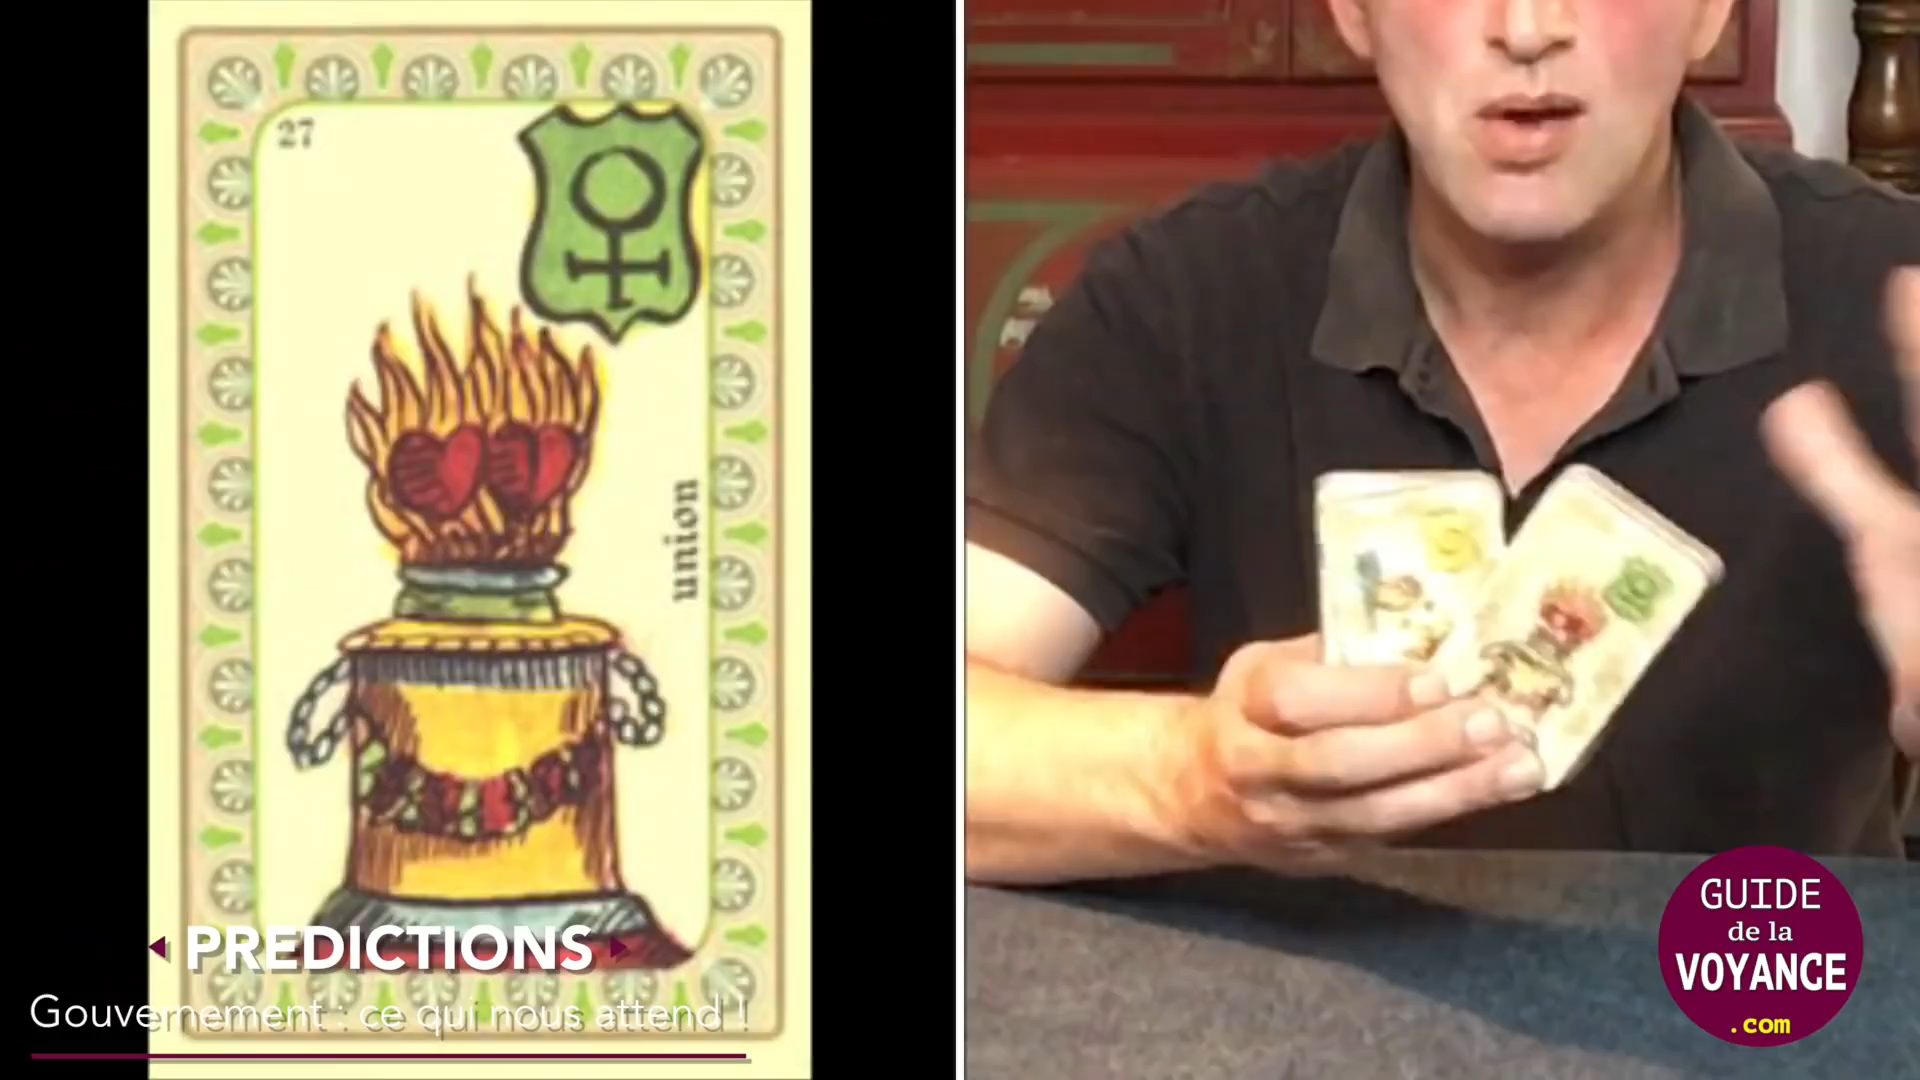 27
union
PREDICTIONS
Gouvernement : ce qui nous attend !
GUIDE
de la
VOYANCE
.com